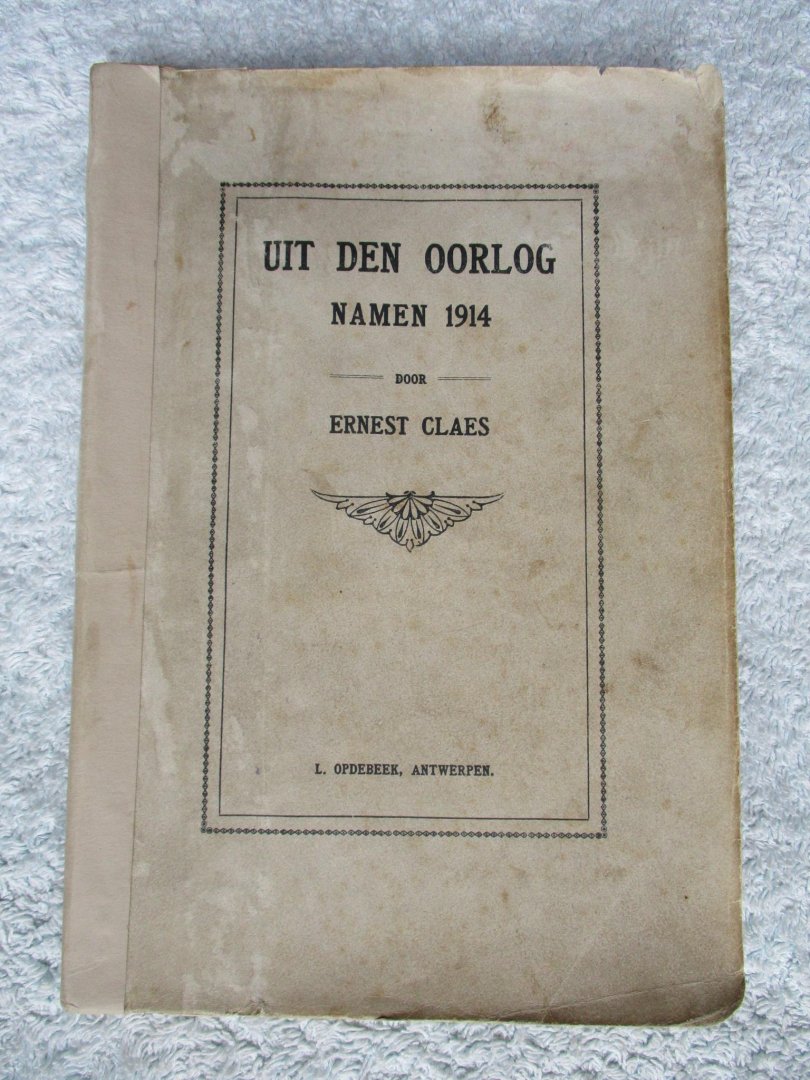 UIT DEN OORLOG
NAMEN 1914
DOOR
ERNEST CLAES
L. OPDEBEEK, ANTWERPEN.